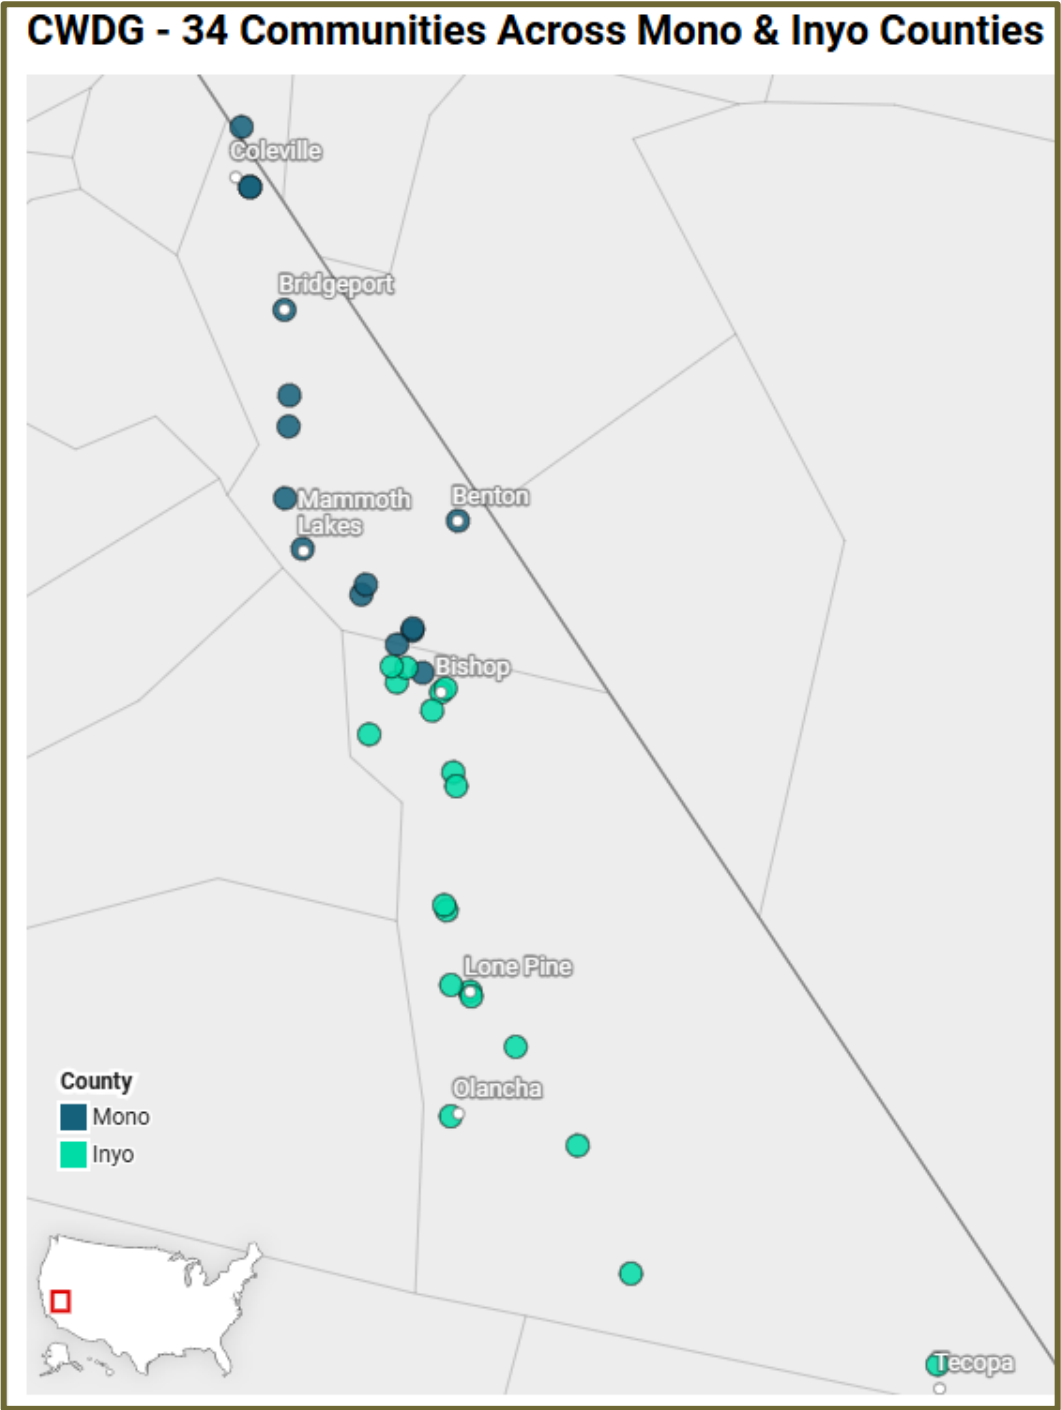 CWDG - 34 Communities Across Mono & Inyo Counties
Coleville
Bridgeport
Mammoth
Lakes
Benton
Bishop
Lone Pine
Olancha
County
Mono
Inyo
Tecopa